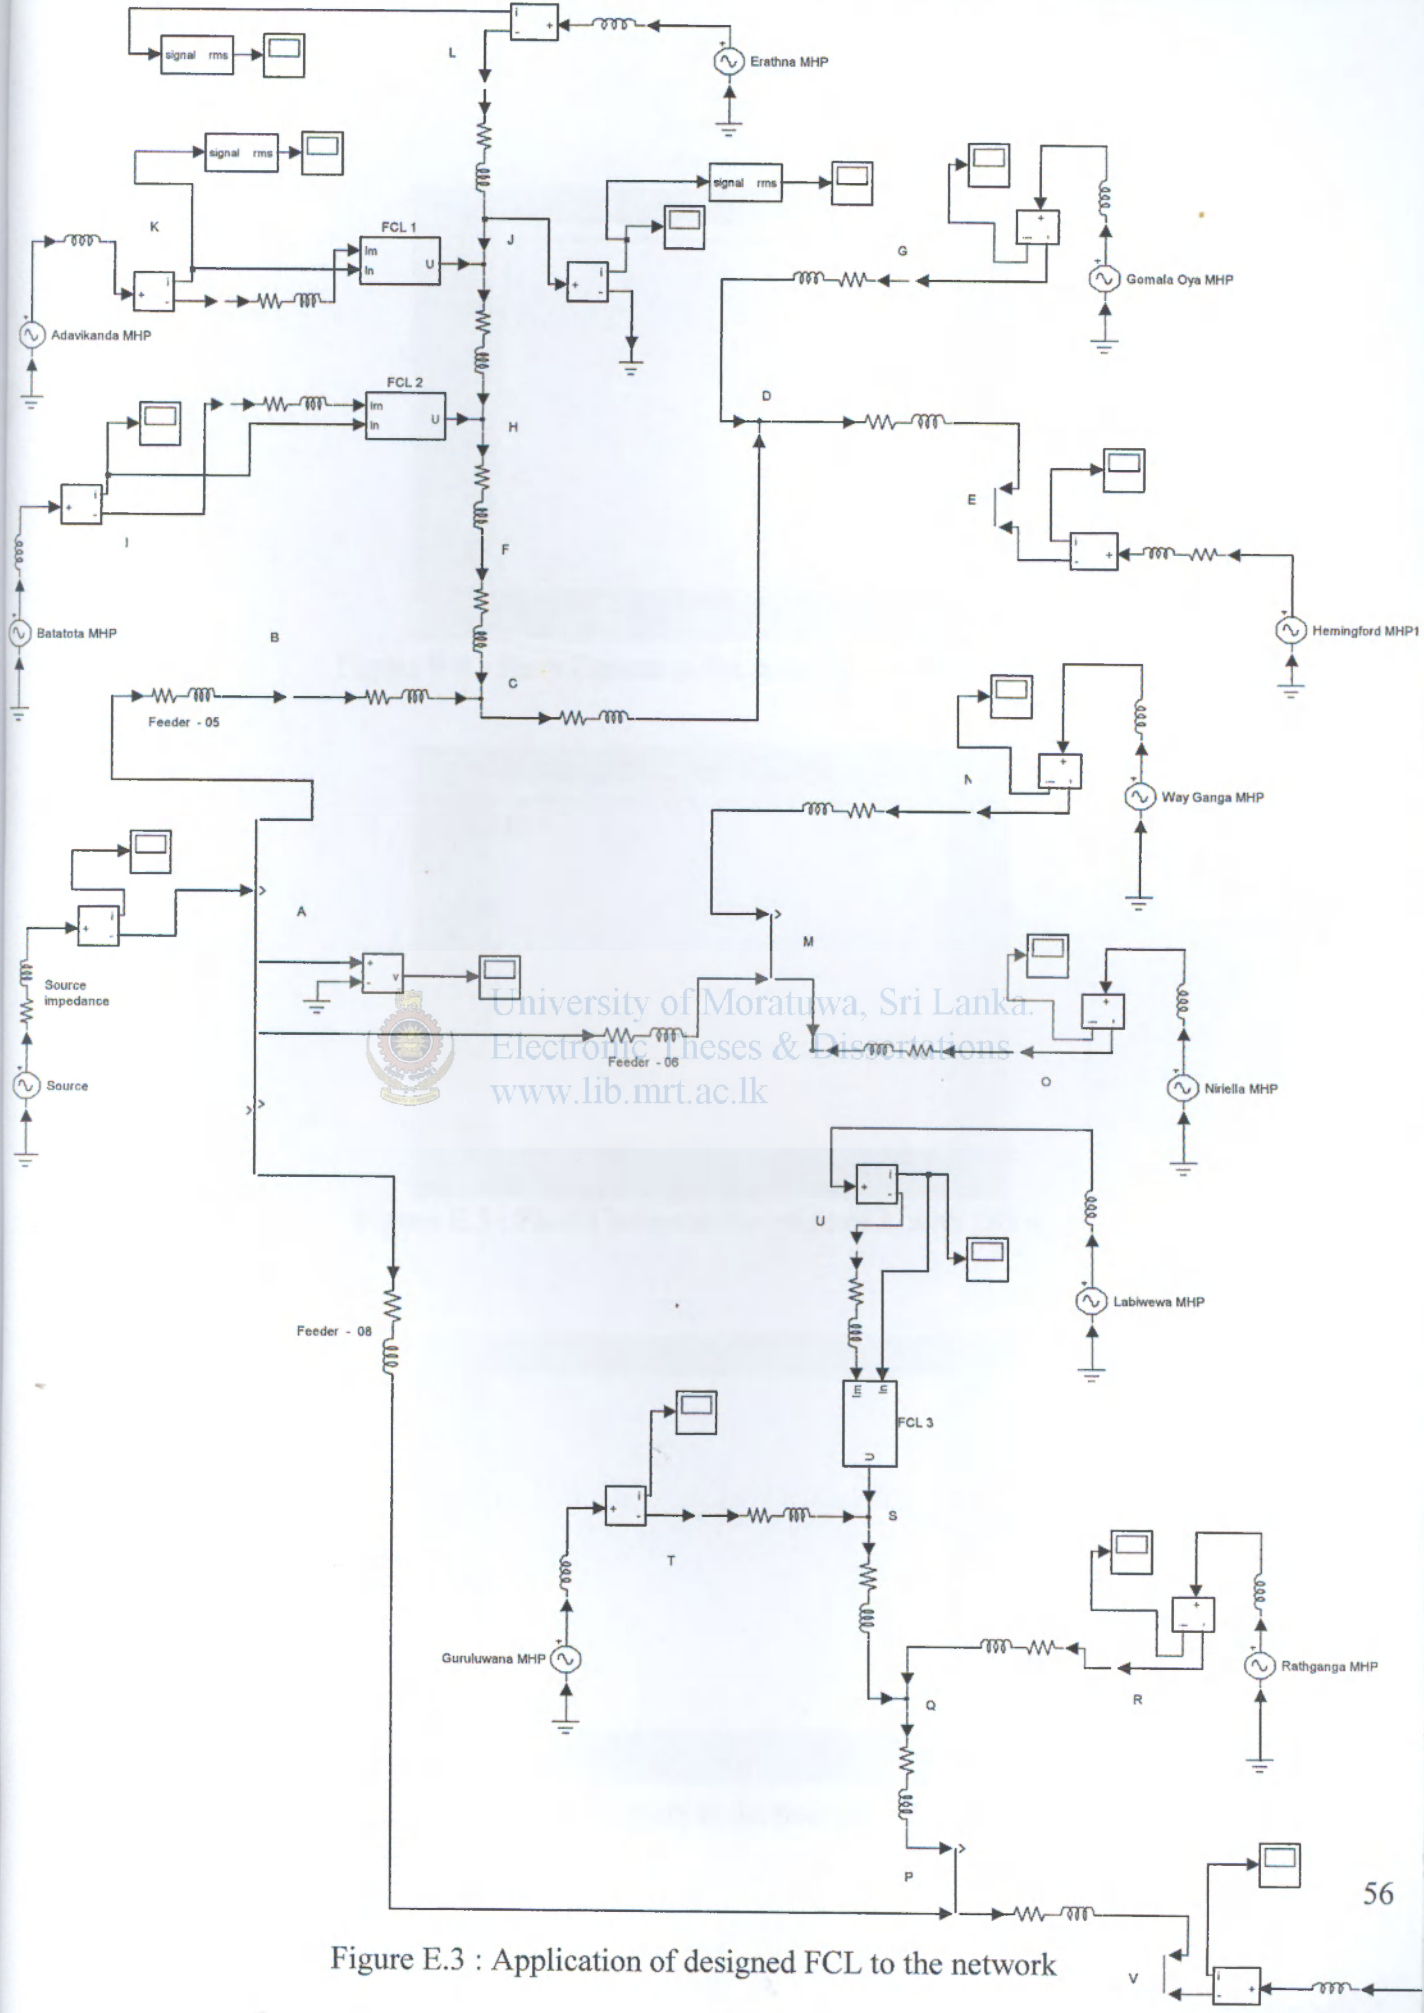 i
+
-
signal rms
L
Erathna MHP
signal rms
signal rms
K
FCL 1
Im
In
U
J
G
+
-
i
Gomala Oya MHP
+
i
-
+
i
-
Adavikanda MHP
FCL 2
Im
In
U
H
D
E
+
i
-
I
F
i
-
+
Batatota MHP
B
Hemingford MHP1
C
Feeder - 05
N
+
Way Ganga MHP
A
+
i
-
M
Source
impedance
+
-
v
University of Moratuwa, Sri Lanka.
Electronic Theses & Dissertations
www.lib.mrt.ac.lk
Feeder - 06
O
+
Source
Niriella MHP
+
i
-
U
Labiwewa MHP
Feeder - 08
Im
In
FCL 3
U
+
i
-
S
T
+
Guruluwana MHP
Rathganga MHP
Q
R
P
56
Figure E.3 : Application of designed FCL to the network
V
i
-
+